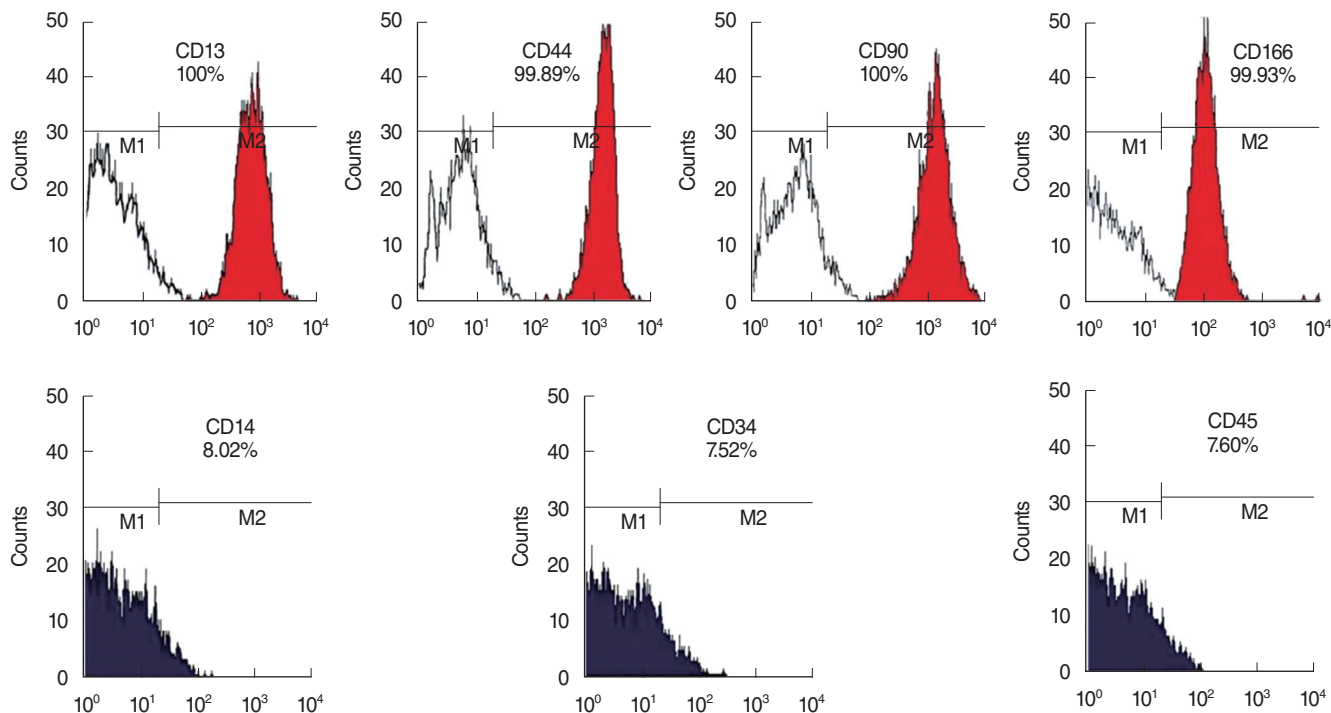 50
40
30
20
10
0
Counts
CD13
100%
M1
M2
10⁰ 10¹ 10² 10³ 10⁴
50
40
30
20
10
0
Counts
CD44
99.89%
M1
M2
10⁰ 10¹ 10² 10³ 10⁴
50
40
30
20
10
0
Counts
CD90
100%
M1
M2
10⁰ 10¹ 10² 10³ 10⁴
50
40
30
20
10
0
Counts
CD166
99.93%
M1
M2
10⁰ 10¹ 10² 10³ 10⁴
50
40
30
20
10
0
Counts
CD14
8.02%
M1
M2
10⁰ 10¹ 10² 10³ 10⁴
50
40
30
20
10
0
Counts
CD34
7.52%
M1
M2
10⁰ 10¹ 10² 10³ 10⁴
50
40
30
20
10
0
Counts
CD45
7.60%
M1
M2
10⁰ 10¹ 10² 10³ 10⁴